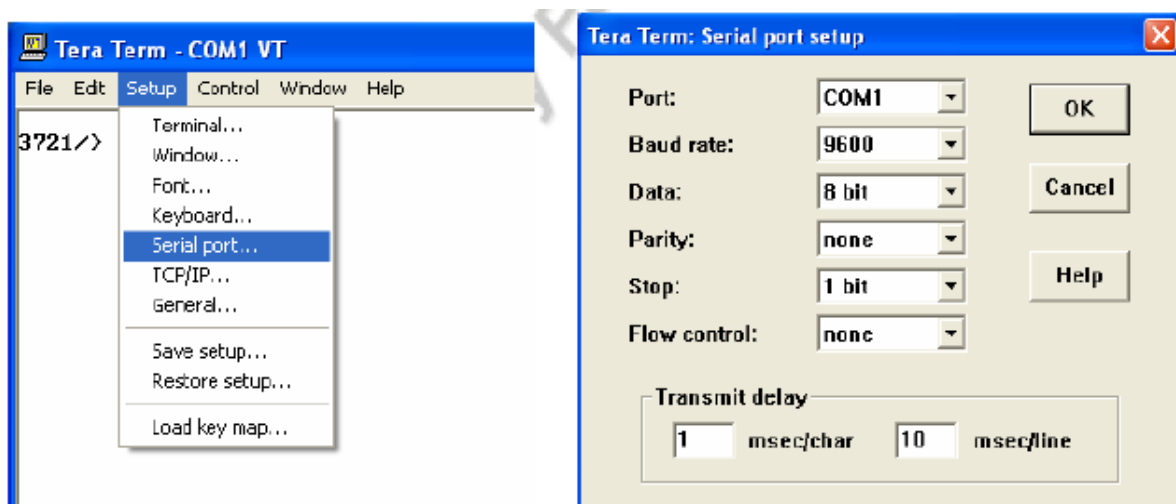 Tera Term - COM1 VT
File Edit Setup Control Window Help
3721/>
Terminal...
Window...
Font...
Keyboard...
Serial port...
TCP/IP...
General...
Save setup...
Restore setup...
Load key map...
Tera Term: Serial port setup
Port: COM1
OK
Baud rate: 9600
Data: 8 bit
Cancel
Parity: none
Stop: 1 bit
Help
Flow control: none
Transmit delay
1 msec/char 10 msec/line